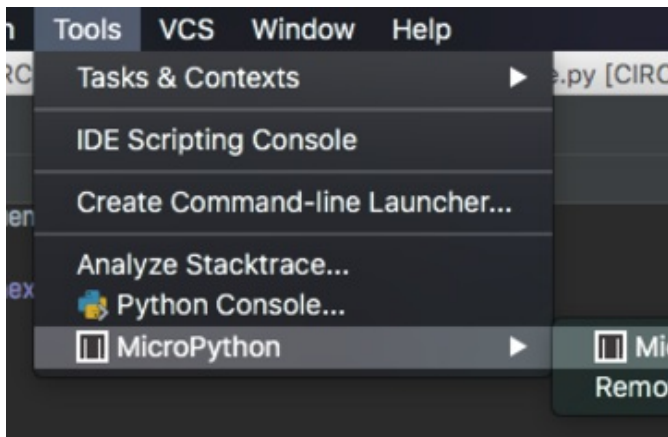 Tools VCS Window Help
Tasks & Contexts
.py [CIRC
IDE Scripting Console
Create Command-line Launcher...
Analyze Stacktrace...
Python Console...
MicroPython